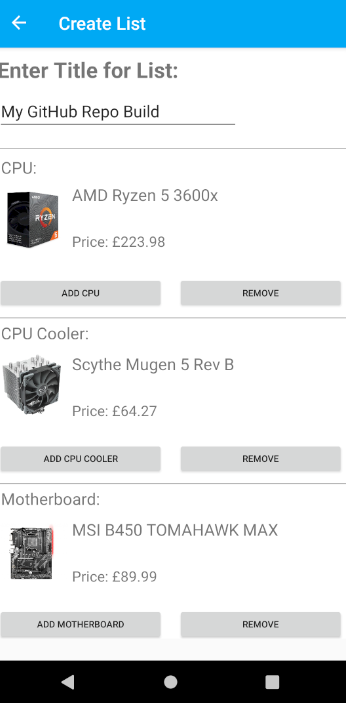 Create List
Enter Title for List:
My GitHub Repo Build
CPU:
AMD Ryzen 5 3600x
RYZEN
Price: £223.98
ADD CPU
REMOVE
CPU Cooler:
Scythe Mugen 5 Rev B
Price: £64.27
ADD CPU COOLER
REMOVE
Motherboard:
MSI B450 TOMAHAWK MAX
Price: £89.99
ADD MOTHERBOARD
REMOVE